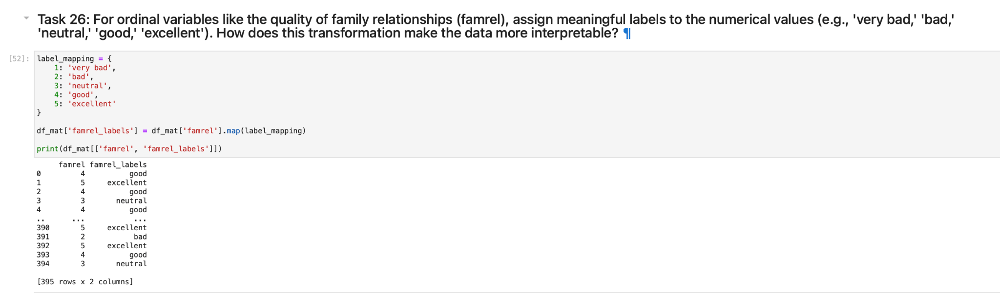 Task 26: For ordinal variables like the quality of family relationships (famrel), assign meaningful labels to the numerical values (e.g., 'very bad,' 'bad,'
'neutral,' 'good,' 'excellent'). How does this transformation make the data more interpretable? ¶
[52]: label_mapping = {
    1: 'very bad',
    2: 'bad',
    3: 'neutral',
    4: 'good',
    5: 'excellent'
}
df_mat['famrel_labels'] = df_mat['famrel'].map(label_mapping)
print(df_mat[['famrel', 'famrel_labels']])
     famrel famrel_labels
0         4          good
1         5     excellent
2         4          good
3         3       neutral
4         4          good
..      ...           ...
390       5     excellent
391       2           bad
392       5     excellent
393       4          good
394       3       neutral
[395 rows x 2 columns]